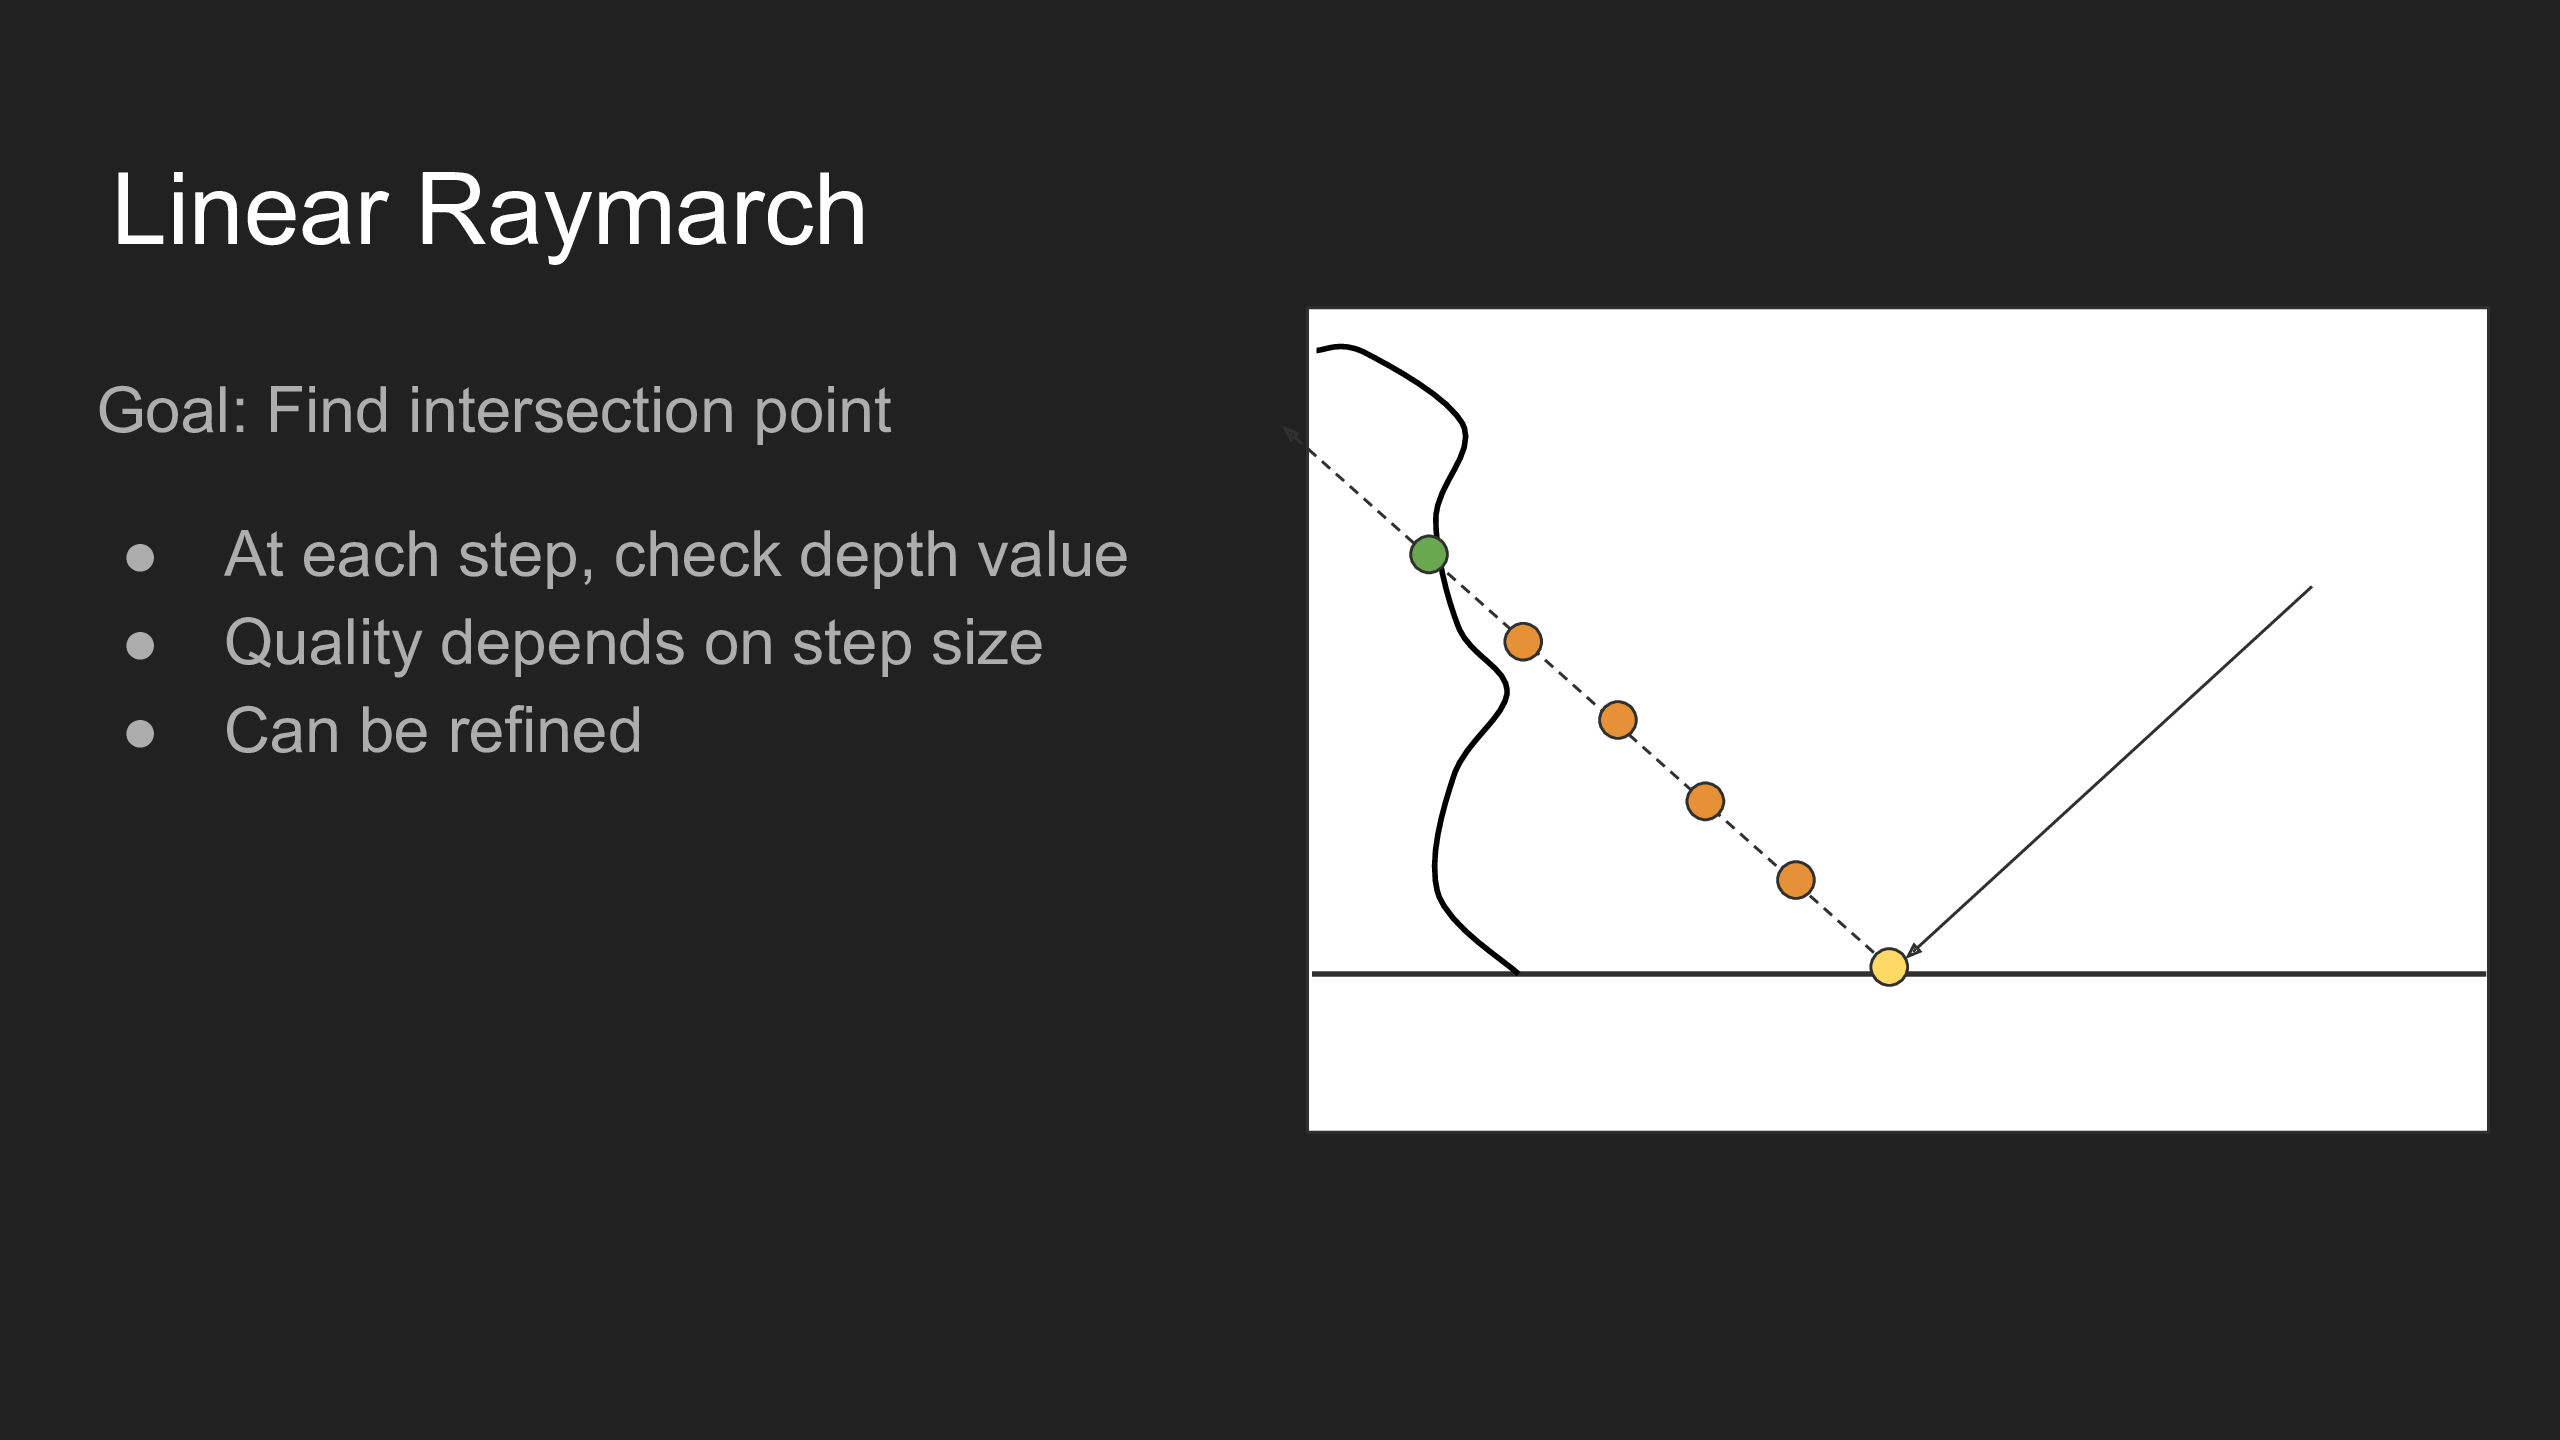 Linear Raymarch
Goal: Find intersection point
● At each step, check depth value
● Quality depends on step size
● Can be refined